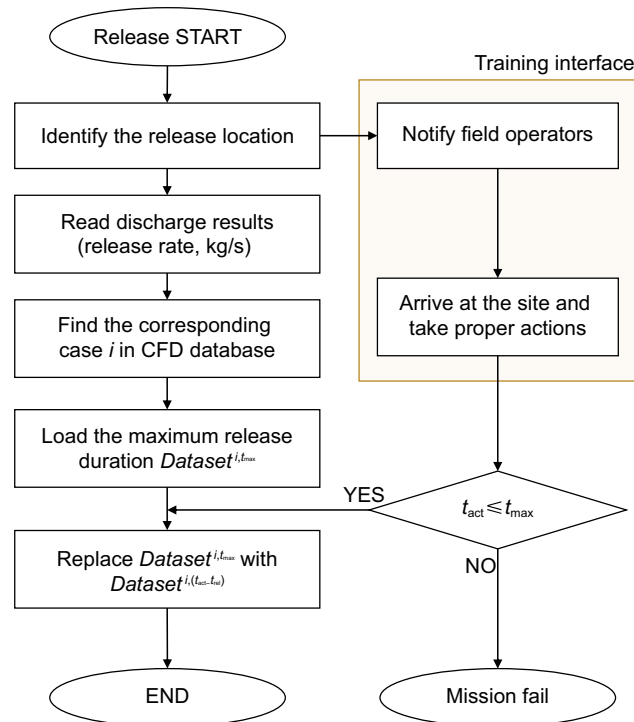 Release START
Training interface
Identify the release location
Notify field operators
Read discharge results
(release rate, kg/s)
Find the corresponding
case i in CFD database
Arrive at the site and
take proper actions
Load the maximum release
duration Dataset^i,tmax
YES
tact⩽tmax
Replace Dataset^i,tmax with
Dataset^i,(tact–trel)
NO
END
Mission fail